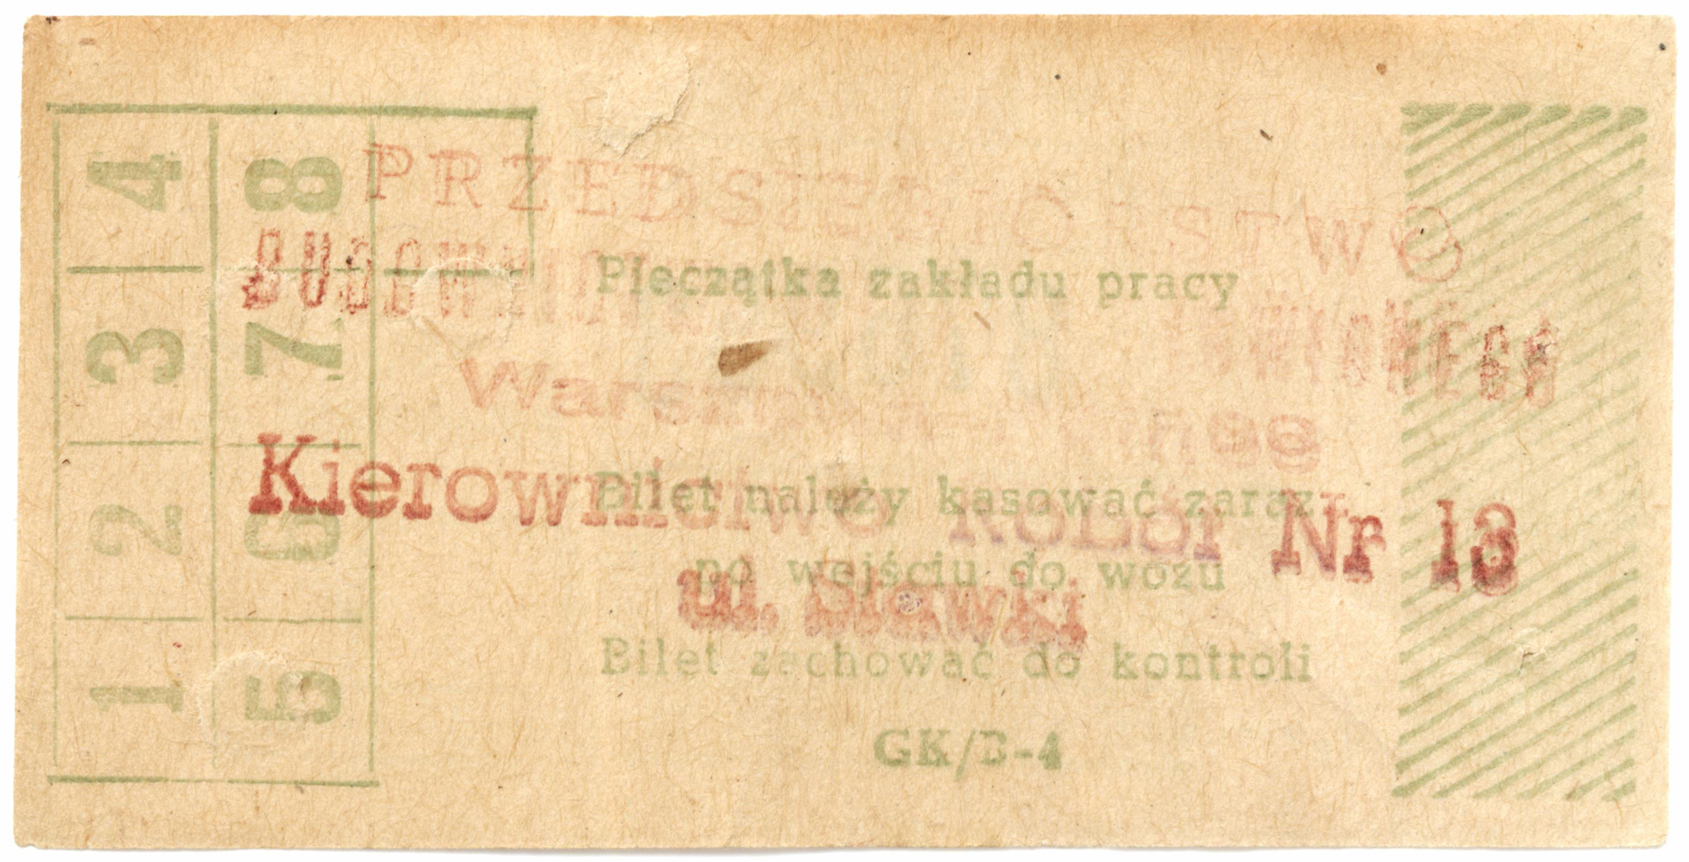 4 8
3 7
2 6
1 5
PRZEDSIĘBIORSTWO
Pieczątka zakładu pracy
Kierownictwo Robót Nr 13
Bilet należy kasować zaraz
po wejściu do wozu
ul. Sławki
Bilet zachować do kontroli
GK/B-4